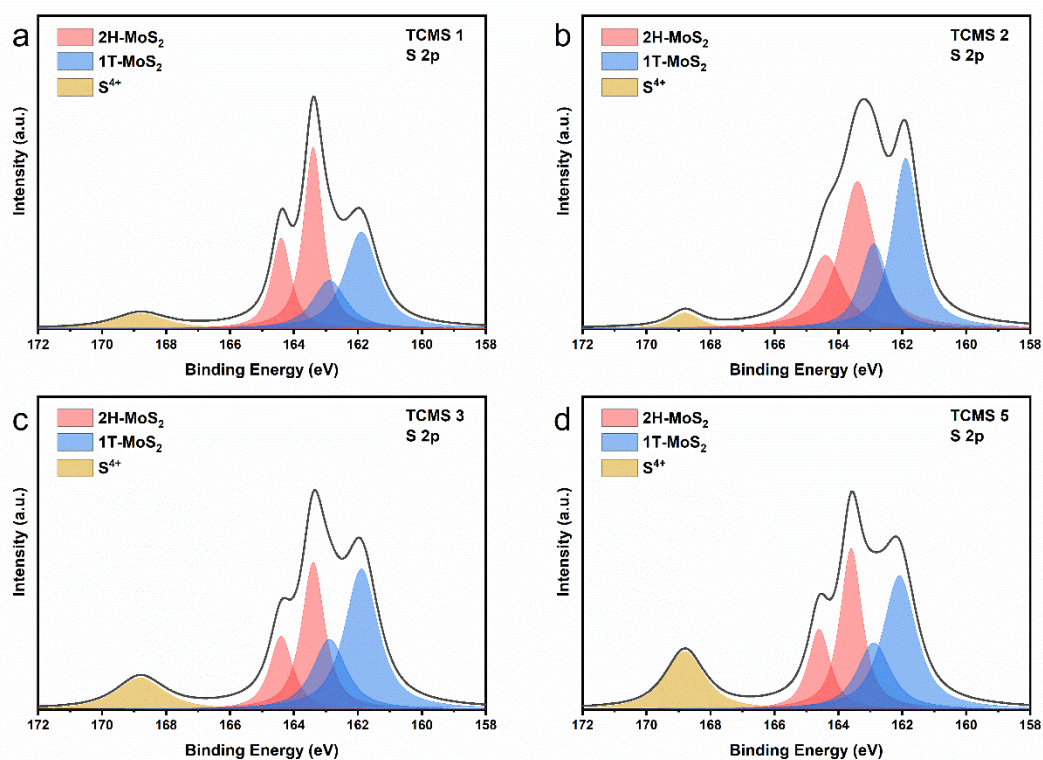 a
2H-MoS₂
1T-MoS₂
S⁴⁺
TCMS 1
S 2p
Intensity (a.u.)
172 170 168 166 164 162 160 158
Binding Energy (eV)
b
2H-MoS₂
1T-MoS₂
S⁴⁺
TCMS 2
S 2p
Intensity (a.u.)
172 170 168 166 164 162 160 158
Binding Energy (eV)
c
2H-MoS₂
1T-MoS₂
S⁴⁺
TCMS 3
S 2p
Intensity (a.u.)
172 170 168 166 164 162 160 158
Binding Energy (eV)
d
2H-MoS₂
1T-MoS₂
S⁴⁺
TCMS 5
S 2p
Intensity (a.u.)
172 170 168 166 164 162 160 158
Binding Energy (eV)